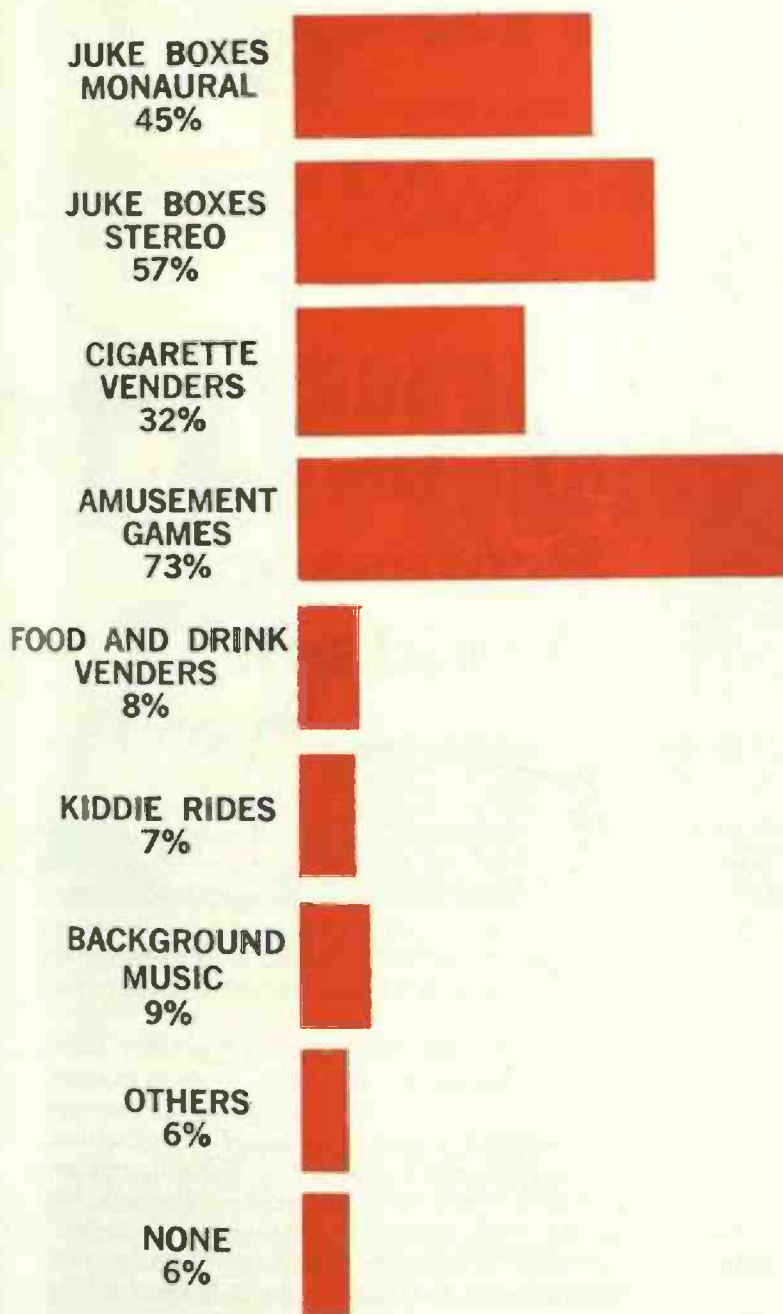 JUKE BOXES
MONAURAL
45%
JUKE BOXES
STEREO
57%
CIGARETTE
VENDERS
32%
AMUSEMENT
GAMES
73%
FOOD AND DRINK
VENDERS
8%
KIDDIE RIDES
7%
BACKGROUND
MUSIC
9%
OTHERS
6%
NONE
6%